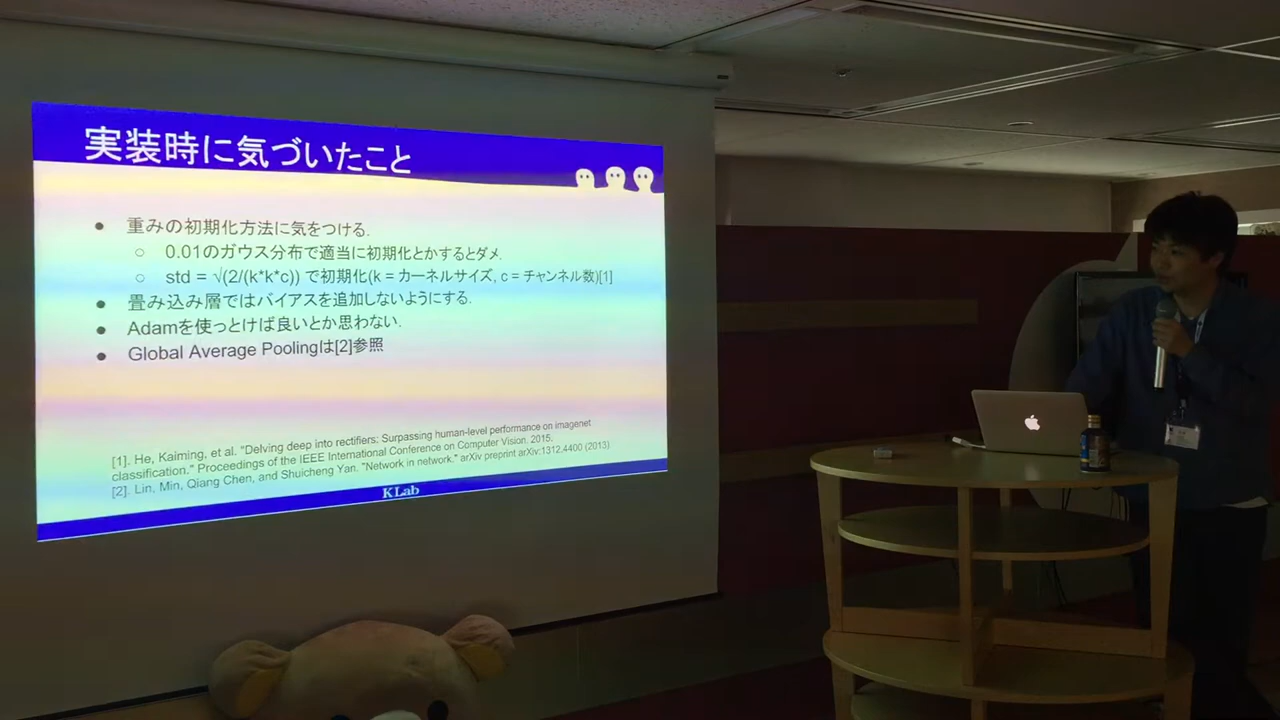 実装時に気づいたこと
● 重みの初期化方法に気をつける.
○ 0.01のガウス分布で適当に初期化とかするとダメ.
○ std = √(2/(k*k*c)) で初期化(k = カーネルサイズ, c = チャンネル数)[1]
● 畳み込み層ではバイアスを追加しないようにする.
● Adamを使っとけば良いとか思わない.
● Global Average Poolingは[2]参照
[1]. He, Kaiming, et al. "Delving deep into rectifiers: Surpassing human-level performance on imagenet
classification." Proceedings of the IEEE International Conference on Computer Vision. 2015.
[2]. Lin, Min, Qiang Chen, and Shuicheng Yan. "Network in network." arXiv preprint arXiv:1312.4400 (2013)
KLab